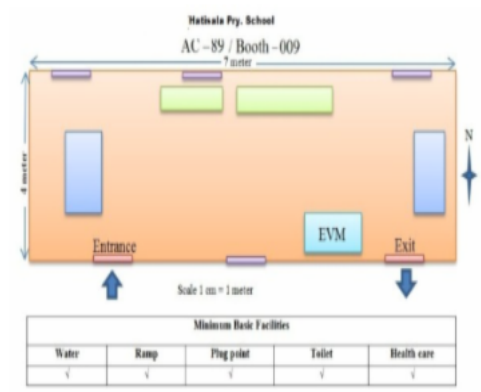 Hatisala Pry. School
AC – 89 / Booth - 009
7 meter
N
4 meter
EVM
Entrance
Exit
Scale 1 cm = 1 meter
Minimum Basic Facilities
Water Ramp Plug point Toilet Health care
√ √ √ √ √